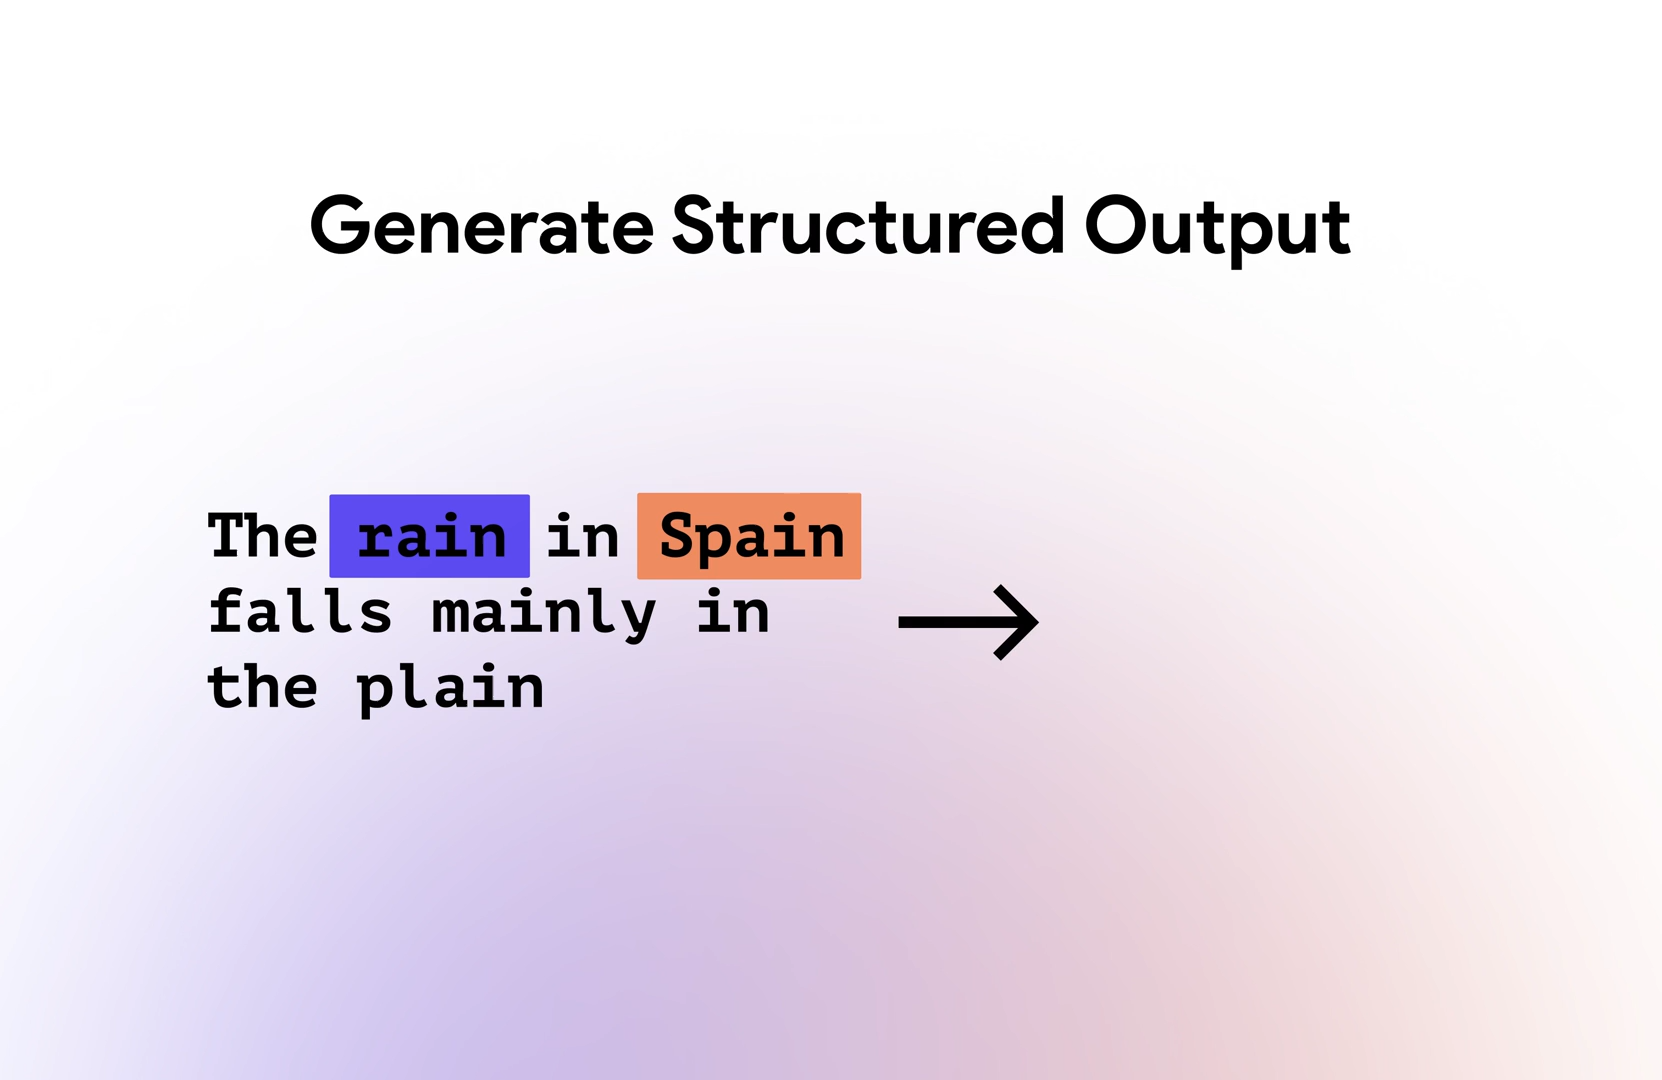 Generate Structured Output
The rain in Spain
falls mainly in
the plain